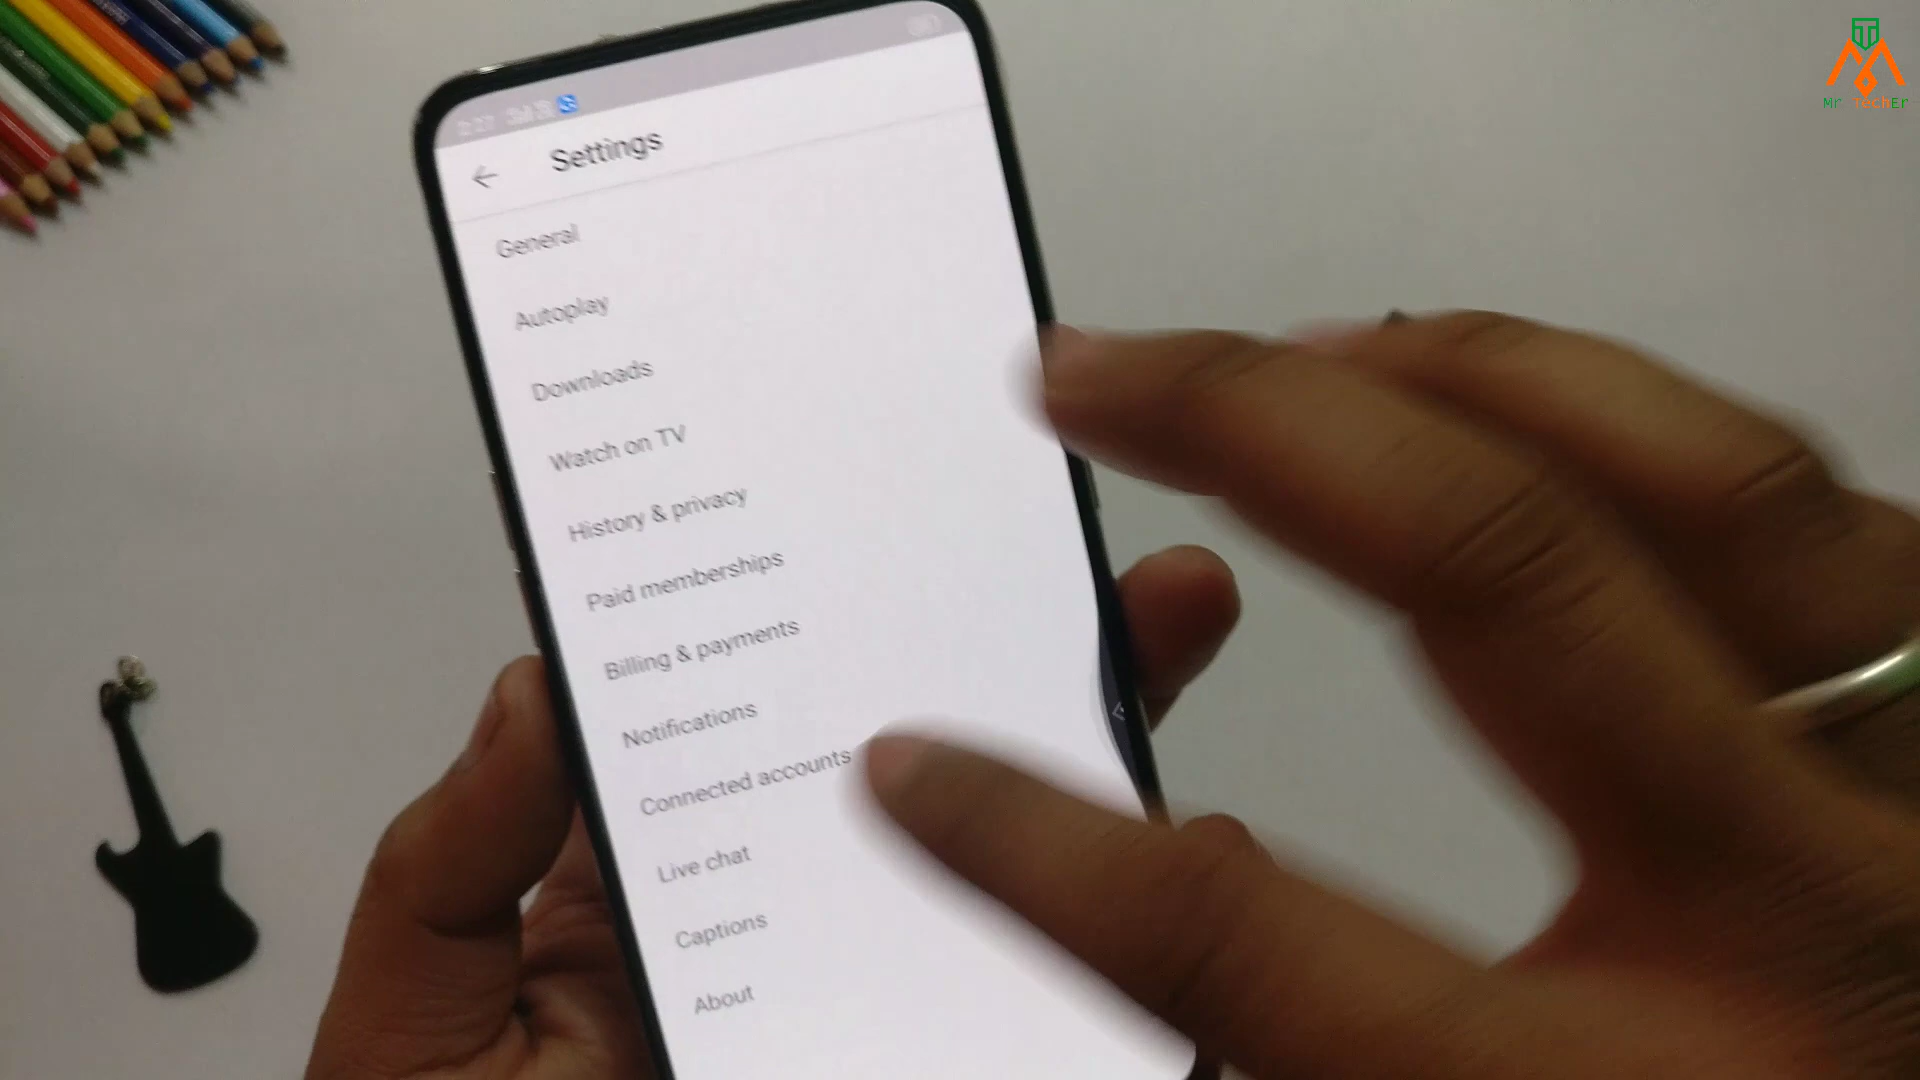 Settings
General
Autoplay
Downloads
Watch on TV
History & privacy
Paid memberships
Billing & payments
Notifications
Connected accounts
Live chat
Captions
About
Mr TechEr